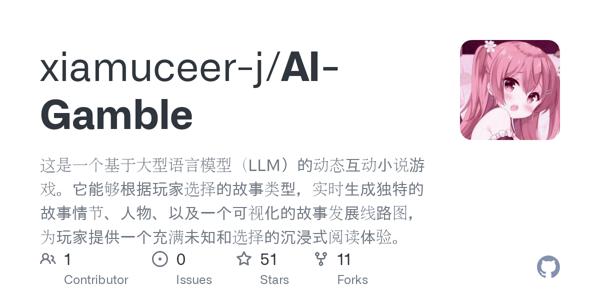 xiamuceer-j/AI-
Gamble
这是一个基于大型语言模型（LLM）的动态互动小说游
戏。它能够根据玩家选择的故事类型，实时生成独特的
故事情节、人物、以及一个可视化的故事发展线路图，
为玩家提供一个充满未知和选择的沉浸式阅读体验。
1 0 51 11
Contributor Issues Stars Forks